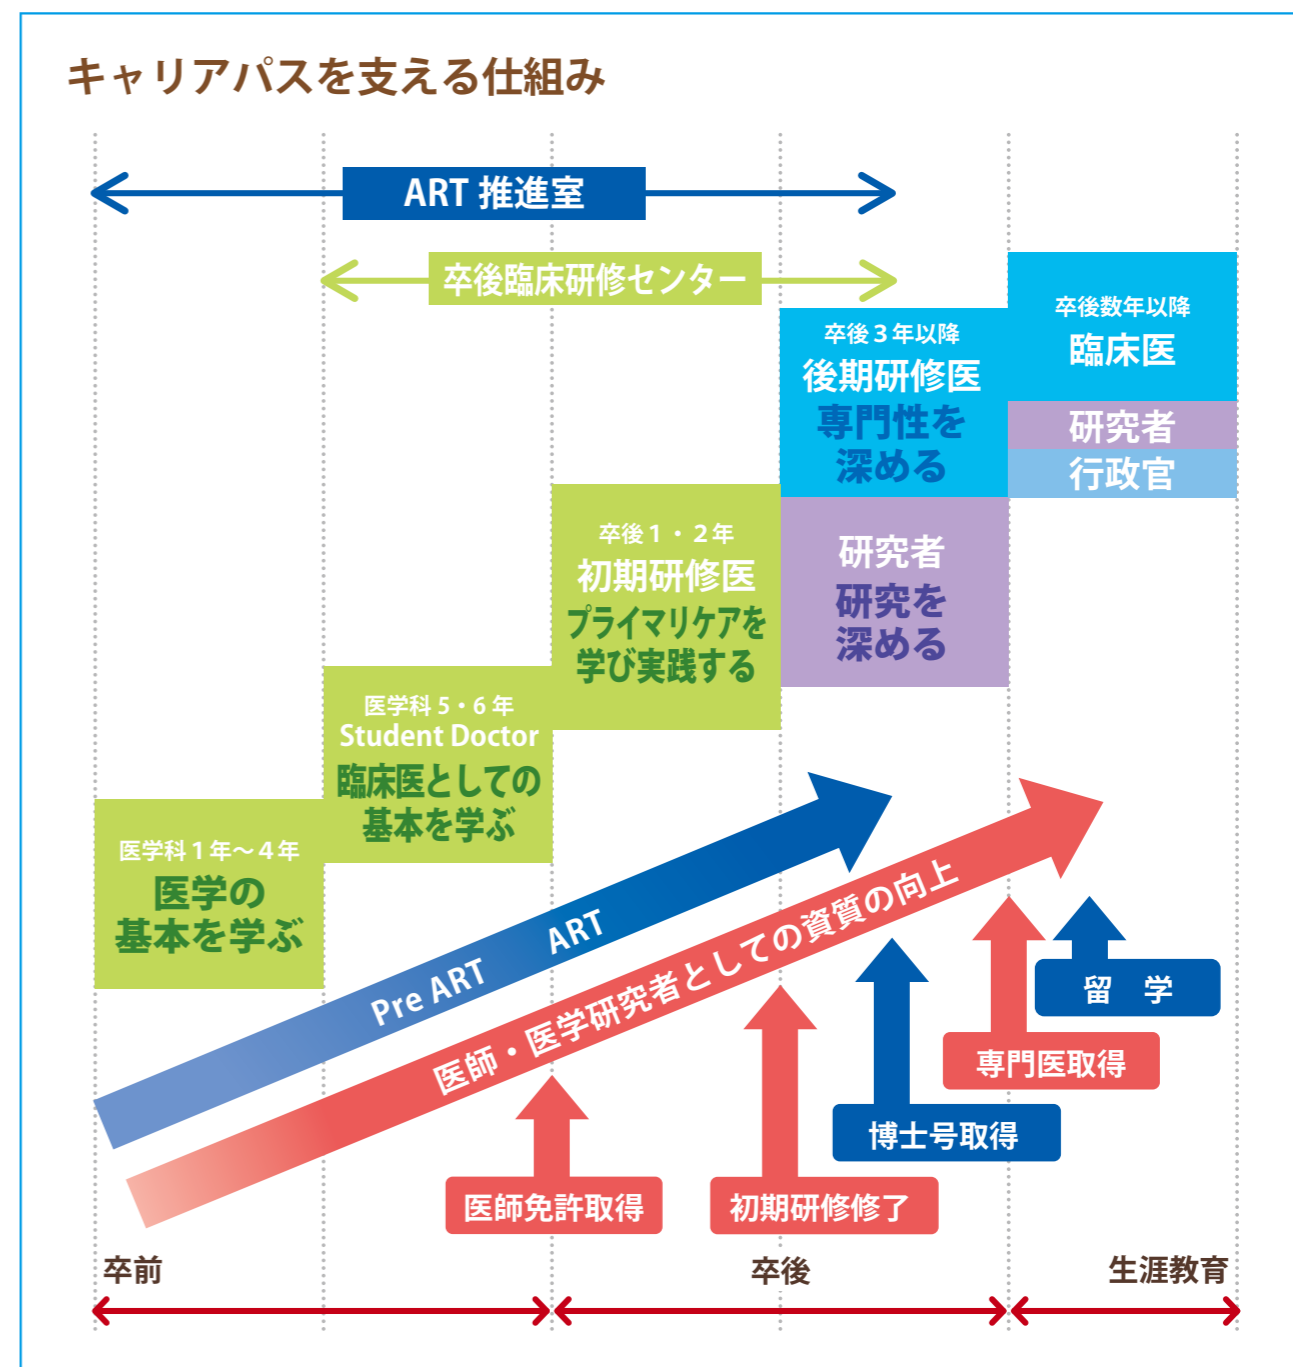 キャリアパスを支える仕組み
ART 推進室
卒後臨床研修センター
卒後数年以降
臨床医
研究者
行政官
卒後３年以降
後期研修医
専門性を
深める
研究者
研究を
深める
卒後１・２年
初期研修医
プライマリケアを
学び実践する
医学科 5・6 年
Student Doctor
臨床医としての
基本を学ぶ
医学科１年～４年
医学の
基本を学ぶ
Pre ART　ART
医師・医学研究者としての資質の向上
留　学
専門医取得
博士号取得
医師免許取得
初期研修修了
卒前
卒後
生涯教育